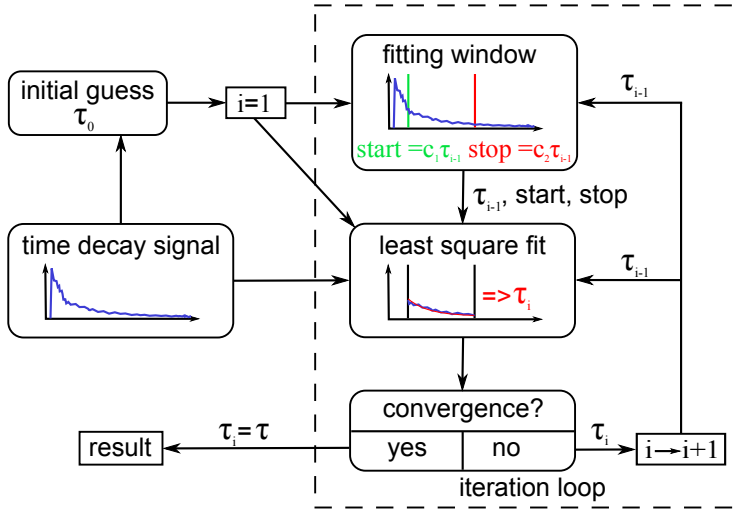 initial guess
τ₀
i=1
fitting window
start =c₁τᵢ₋₁ stop =c₂τᵢ₋₁
τᵢ₋₁
τᵢ₋₁, start, stop
time decay signal
least square fit
=>τᵢ
τᵢ₋₁
convergence?
yes
no
τᵢ= τ
result
τᵢ
i→i+1
iteration loop